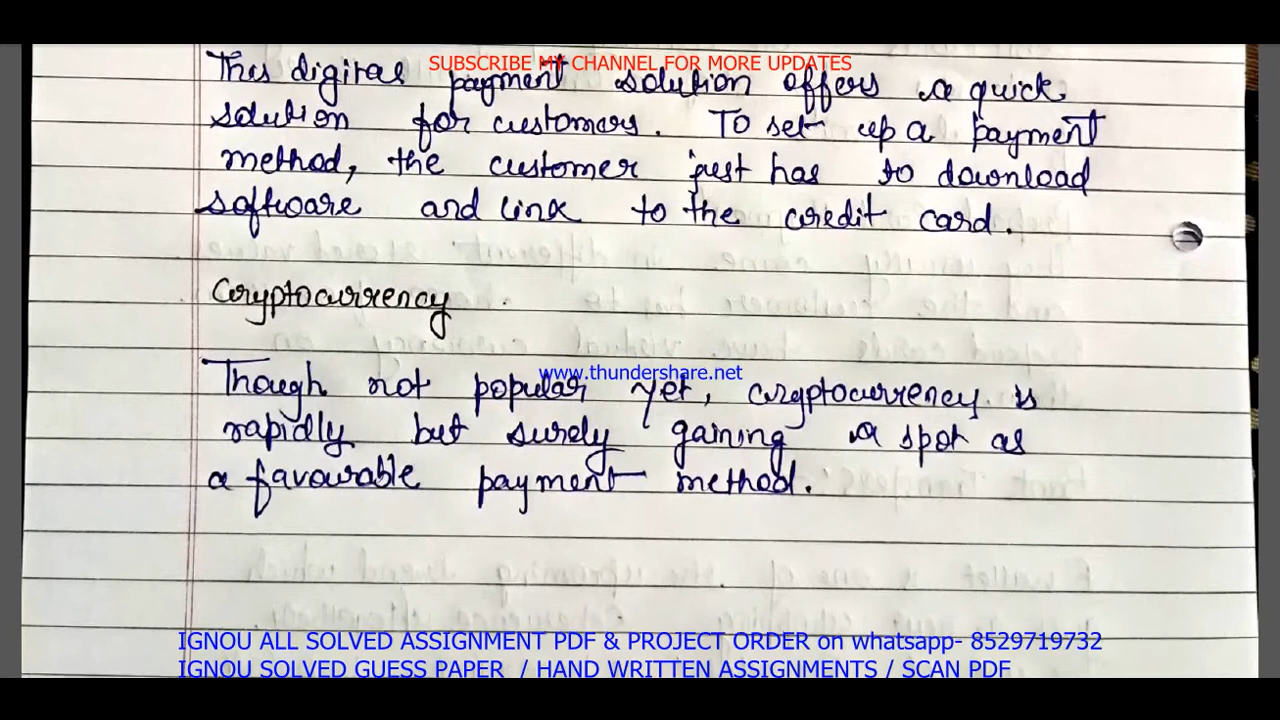 SUBSCRIBE MY CHANNEL FOR MORE UPDATES
This digital payment solution offers a quick
solution for customers. To set up a payment
method, the customer just has to download
software and link to the credit card.
Cryptocurrency
www.thundershare.net
Though not popular yet, cryptocurrency is
rapidly but surely gaining a spot as
a favourable payment method.
IGNOU ALL SOLVED ASSIGNMENT PDF & PROJECT ORDER on whatsapp- 8529719732
IGNOU SOLVED GUESS PAPER / HAND WRITTEN ASSIGNMENTS / SCAN PDF